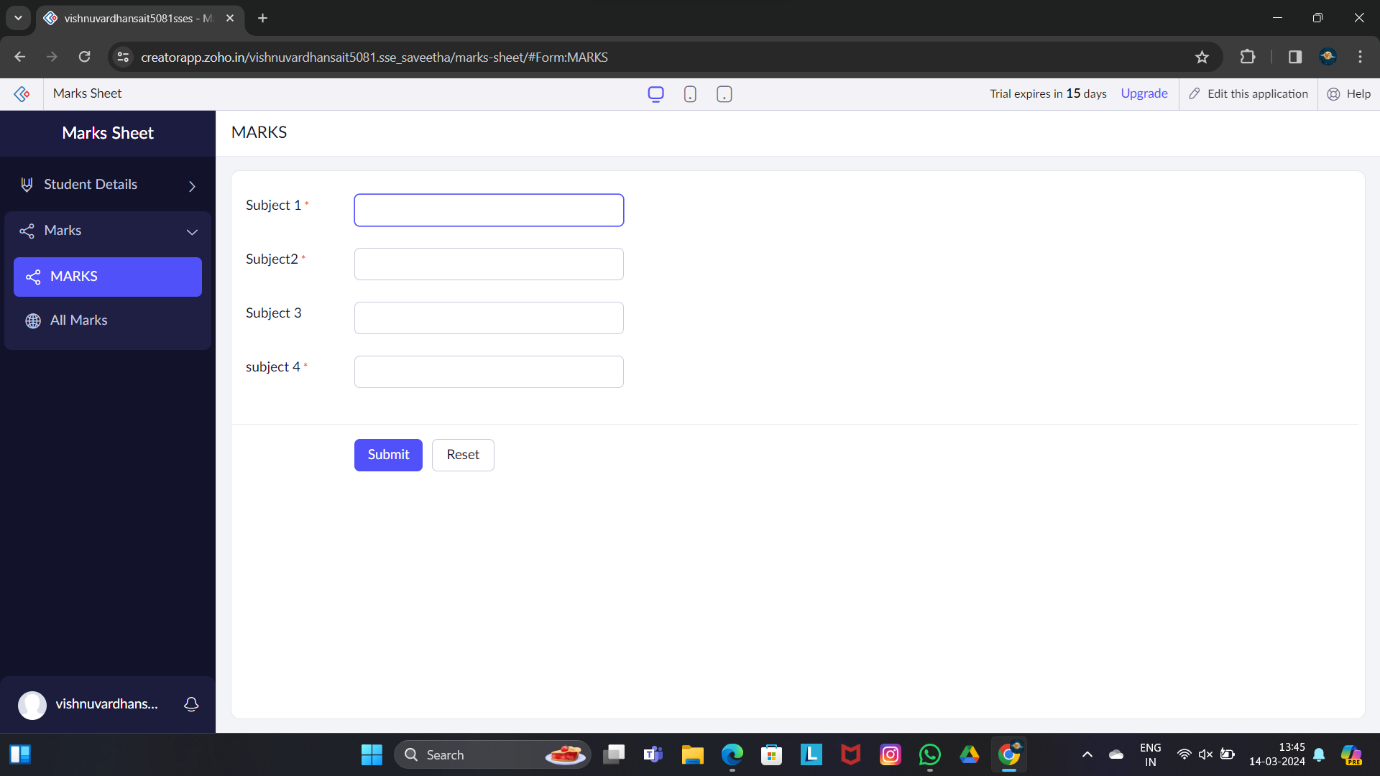 vishnuvardhansait5081sses - M
creatorapp.zoho.in/vishnuvardhansait5081.sse_saveetha/marks-sheet/#Form:MARKS
Marks Sheet
Trial expires in 15 days Upgrade Edit this application Help
Marks Sheet
MARKS
Student Details
Marks
MARKS
All Marks
Subject 1 *
Subject2 *
Subject 3
subject 4 *
Submit Reset
vishnuvardhans...
Search
L
ENG
IN
13:45
14-03-2024
PRE